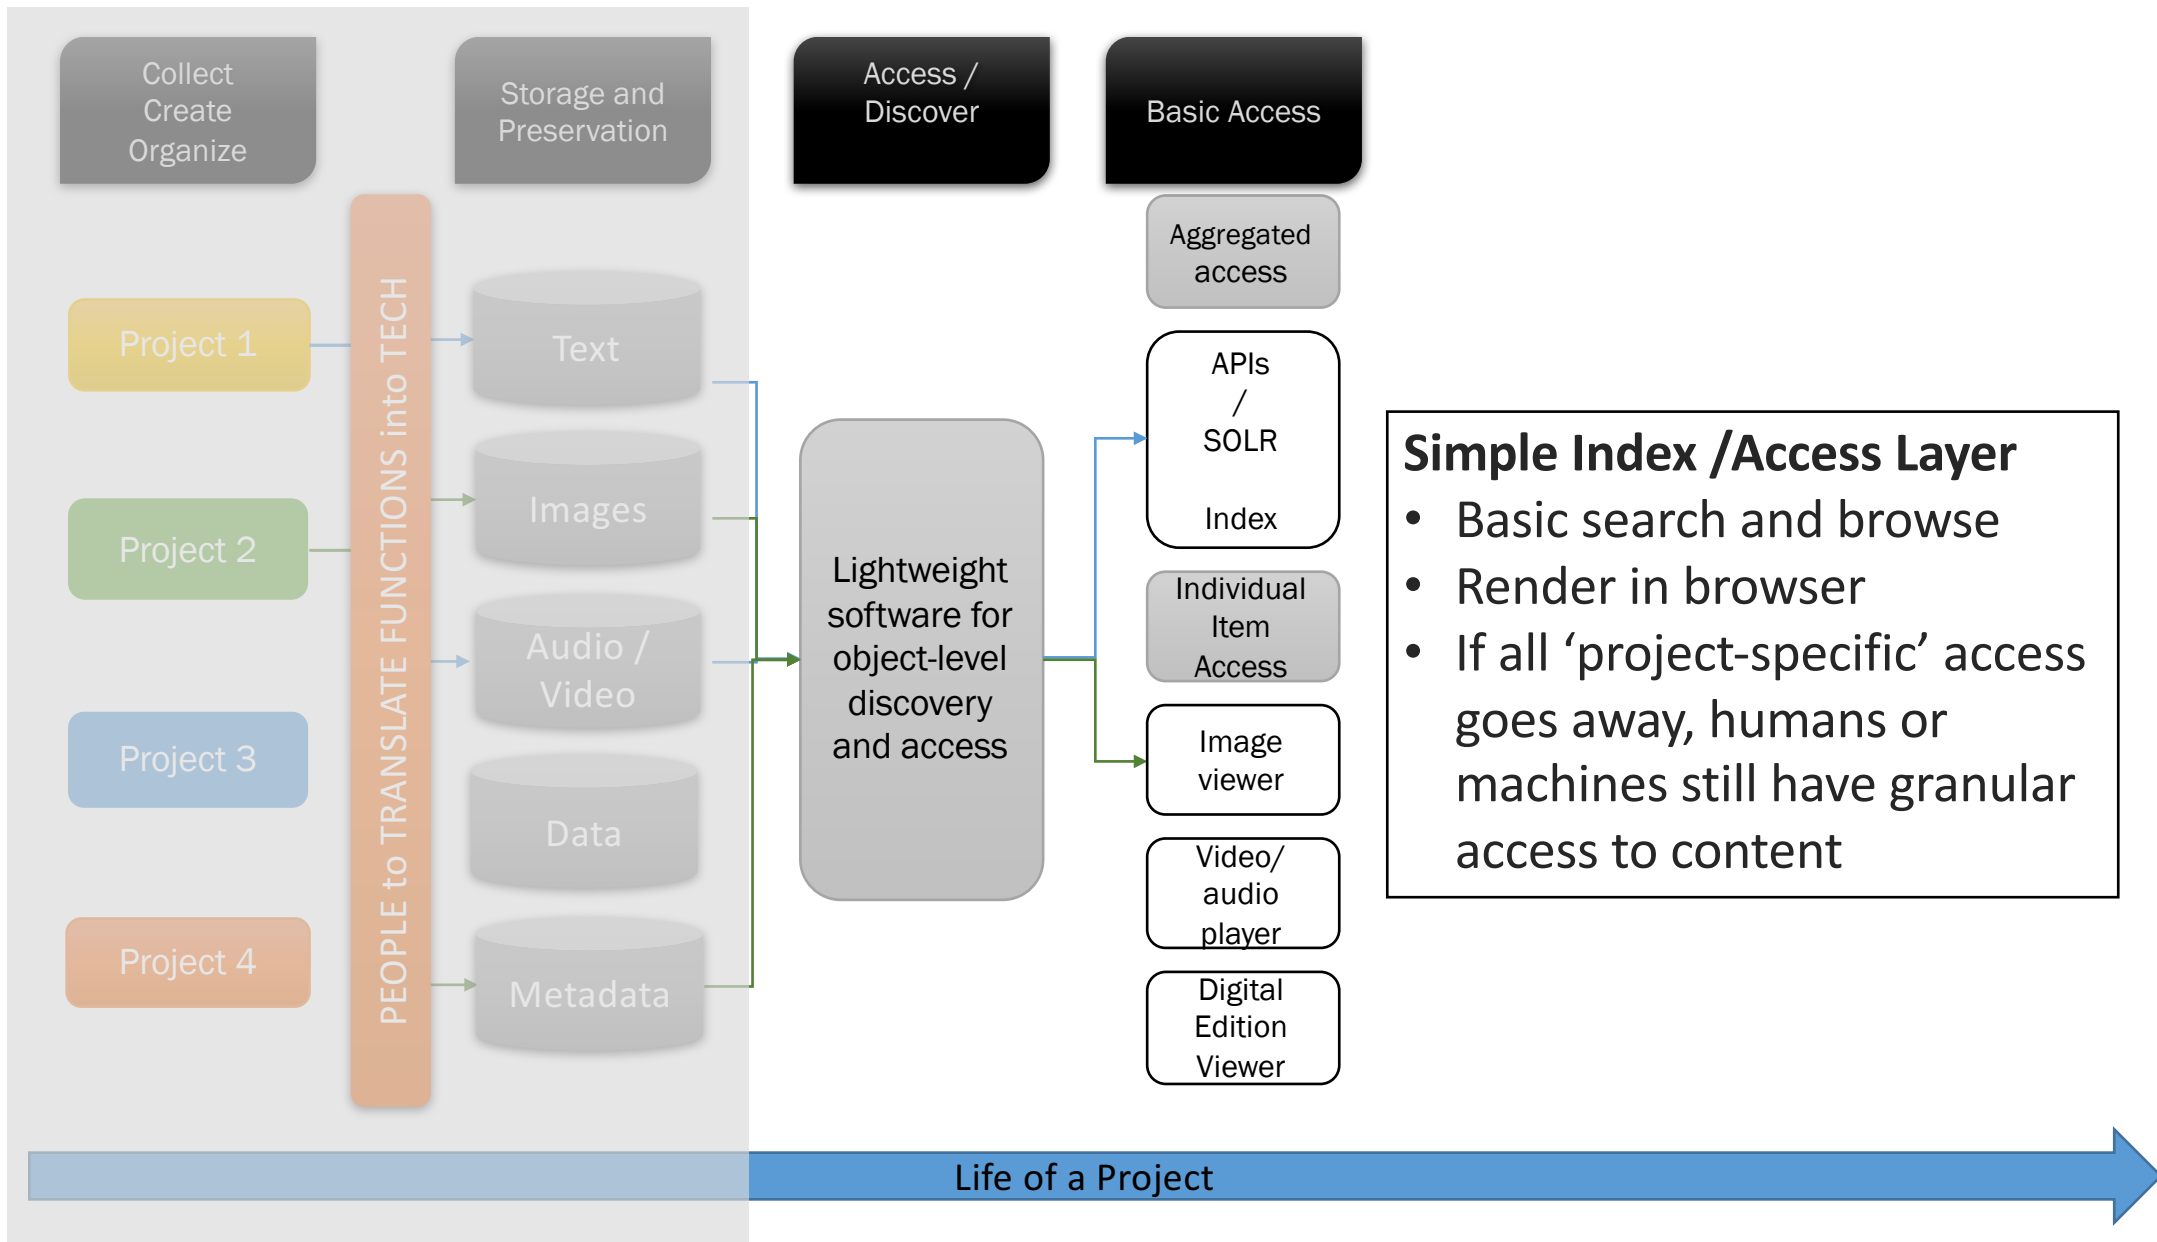 Collect
Create
Organize
Storage and
Preservation
Access /
Discover
Basic Access
PEOPLE to TRANSLATE FUNCTIONS into TECH
Project 1
Project 2
Project 3
Project 4
Text
Images
Audio /
Video
Data
Metadata
Lightweight
software for
object-level
discovery
and access
Aggregated
access
APIs
/
SOLR
Index
Individual
Item
Access
Image
viewer
Video/
audio
player
Digital
Edition
Viewer
Simple Index /Access Layer
• Basic search and browse
• Render in browser
• If all ‘project-specific’ access
goes away, humans or
machines still have granular
access to content
Life of a Project